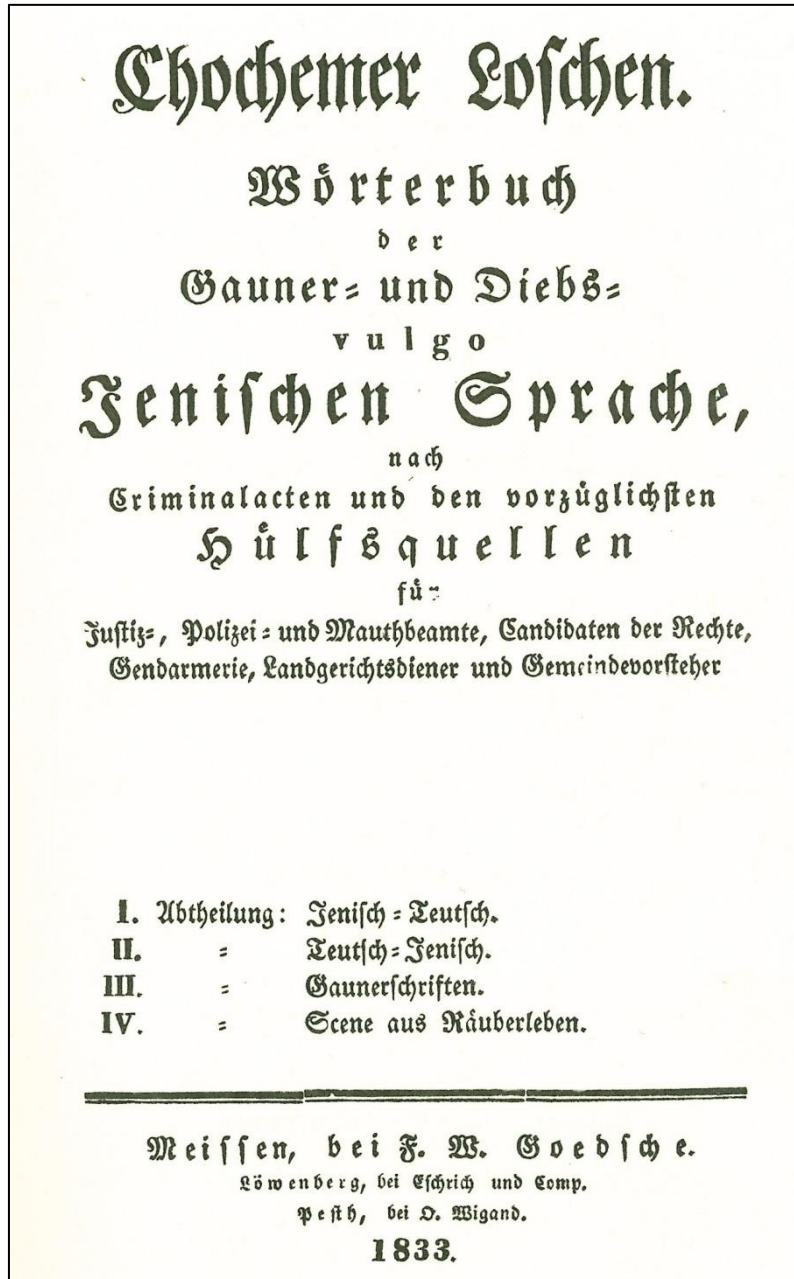 Chochemer Loschen.
Wörterbuch
der
Gauner- und Diebs-
vulgo
Jenischen Sprache,
nach
Criminalacten und den vorzüglichsten
Hülfsquellen
für
Justiz-, Polizei- und Mauthbeamte, Candidaten der Rechte,
Gendarmerie, Landgerichtsdiener und Gemeindevorsteher
I. Abtheilung: Jenisch-Teutsch.
II. = Teutsch-Jenisch.
III. = Gaunerschriften.
IV. = Scene aus Räuberleben.
Meissen, bei F. W. Goedsche.
Löwenberg, bei Eschrich und Comp.
Pesth, bei O. Wigand.
1833.